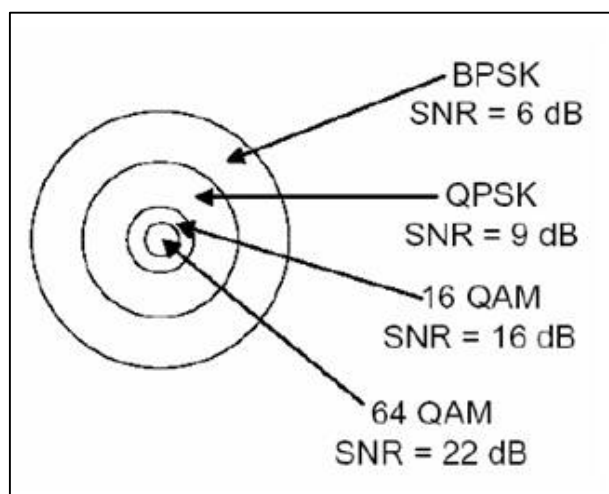 BPSK
SNR = 6 dB
QPSK
SNR = 9 dB
16 QAM
SNR = 16 dB
64 QAM
SNR = 22 dB